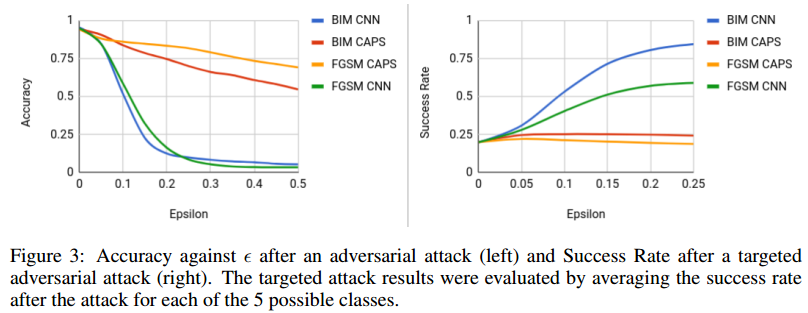 1
0.75
0.5
0.25
0
Accuracy
0 0.1 0.2 0.3 0.4 0.5
Epsilon
BIM CNN
BIM CAPS
FGSM CAPS
FGSM CNN
1
0.75
0.5
0.25
0
Success Rate
0 0.05 0.1 0.15 0.2 0.25
Epsilon
BIM CNN
BIM CAPS
FGSM CAPS
FGSM CNN
Figure 3: Accuracy against ϵ after an adversarial attack (left) and Success Rate after a targeted
adversarial attack (right). The targeted attack results were evaluated by averaging the success rate
after the attack for each of the 5 possible classes.